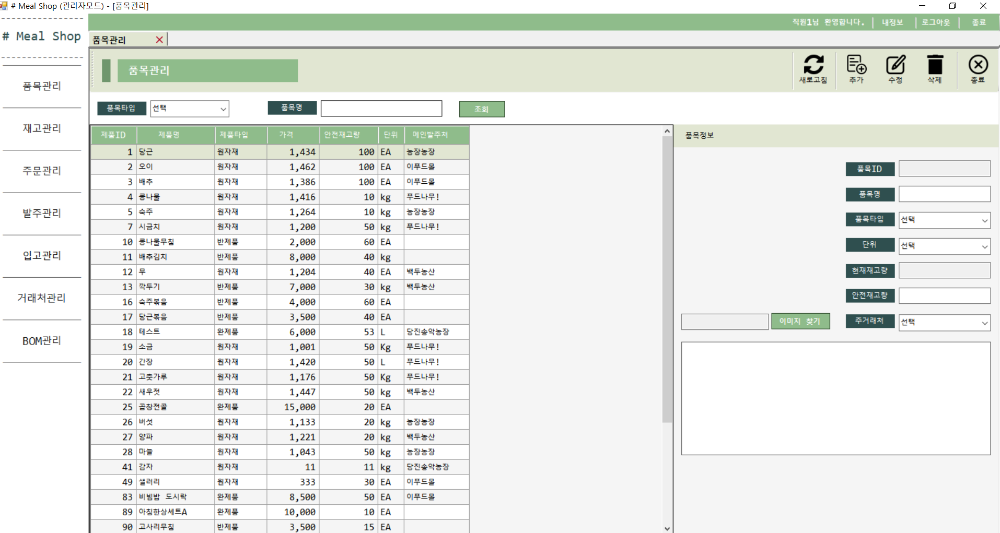 # Meal Shop (관리자모드) - [품목관리]
직원1님 환영합니다. 내정보 로그아웃 종료
# Meal Shop
품목관리
재고관리
주문관리
발주관리
입고관리
거래처관리
BOM관리
품목관리
품목관리
새로고침 추가 수정 삭제 종료
품목타입 선택 품목명 조회
제품ID 제품명 제품타입 가격 안전재고량 단위 메인발주처
1 당근 원자재 1,434 100 EA 농장농장
2 오이 원자재 1,462 100 EA 이푸드몰
3 배추 원자재 1,386 100 EA 이푸드몰
4 콩나물 원자재 1,416 10 kg 푸드나무!
5 숙주 원자재 1,264 10 kg 농장농장
7 시금치 원자재 1,200 50 kg 푸드나무!
10 콩나물무침 반제품 2,000 60 EA
11 배추김치 반제품 8,000 40 kg
12 무 원자재 1,204 40 EA 백두농산
13 깍두기 반제품 7,000 30 kg 백두농산
16 숙주볶음 반제품 4,000 60 EA
17 당근볶음 반제품 3,500 40 EA
18 테스트 완제품 6,000 53 L 당진송악농장
19 소금 원자재 1,001 50 Kg 푸드나무!
20 간장 원자재 1,420 50 L 푸드나무!
21 고춧가루 원자재 1,176 50 Kg 푸드나무!
22 새우젓 원자재 1,447 50 kg 백두농산
25 곱창전골 완제품 15,000 20 EA
26 버섯 원자재 1,133 20 kg 농장농장
27 양파 원자재 1,221 20 kg 백두농산
28 마늘 원자재 1,043 50 kg 농장농장
41 감자 원자재 11 11 kg 당진송악농장
49 샐러리 원자재 333 30 EA 이푸드몰
83 비빔밥 도시락 완제품 8,500 50 EA 이푸드몰
89 아침한상세트A 완제품 10,000 10 EA
90 고사리무침 반제품 3,500 15 EA
품목정보
품목ID
품목명
품목타입 선택
단위 선택
현재재고량
안전재고량
이미지 찾기 주거래처 선택